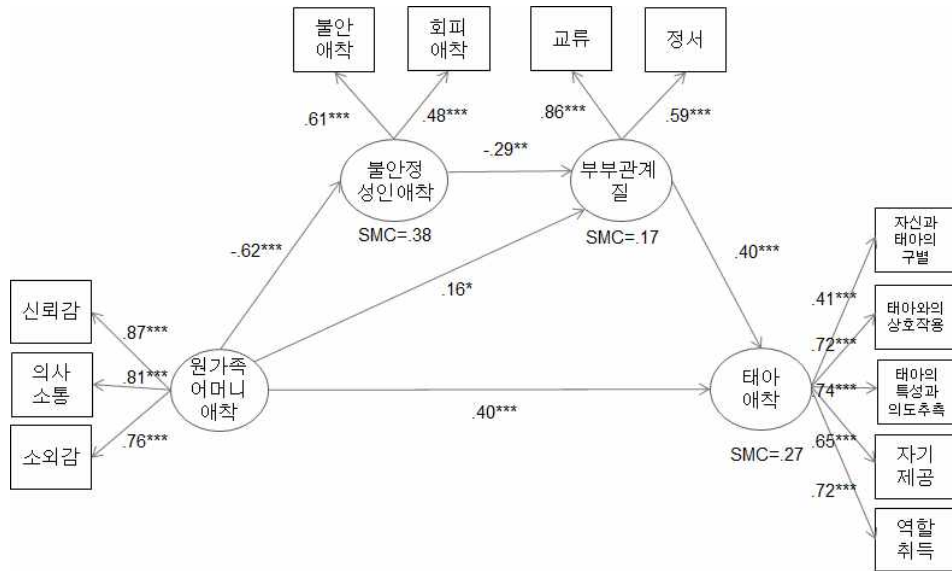 불안
애착
회피
애착
교류
정서
.61***
.48***
.86***
.59***
불안정
성인애착
-.29**
부부관계
질
SMC=.38
SMC=.17
자신과
태아의
구별
-.62***
.40***
.16*
.41***
신뢰감
태아와의
상호작용
.87***
.72***
의사
소통
.81***
원가족
어머니
애착
태아
애착
.74***
태아의
특성과
의도추측
.40***
소외감
.76***
.65***
SMC=.27
자기
제공
.72***
역할
취득